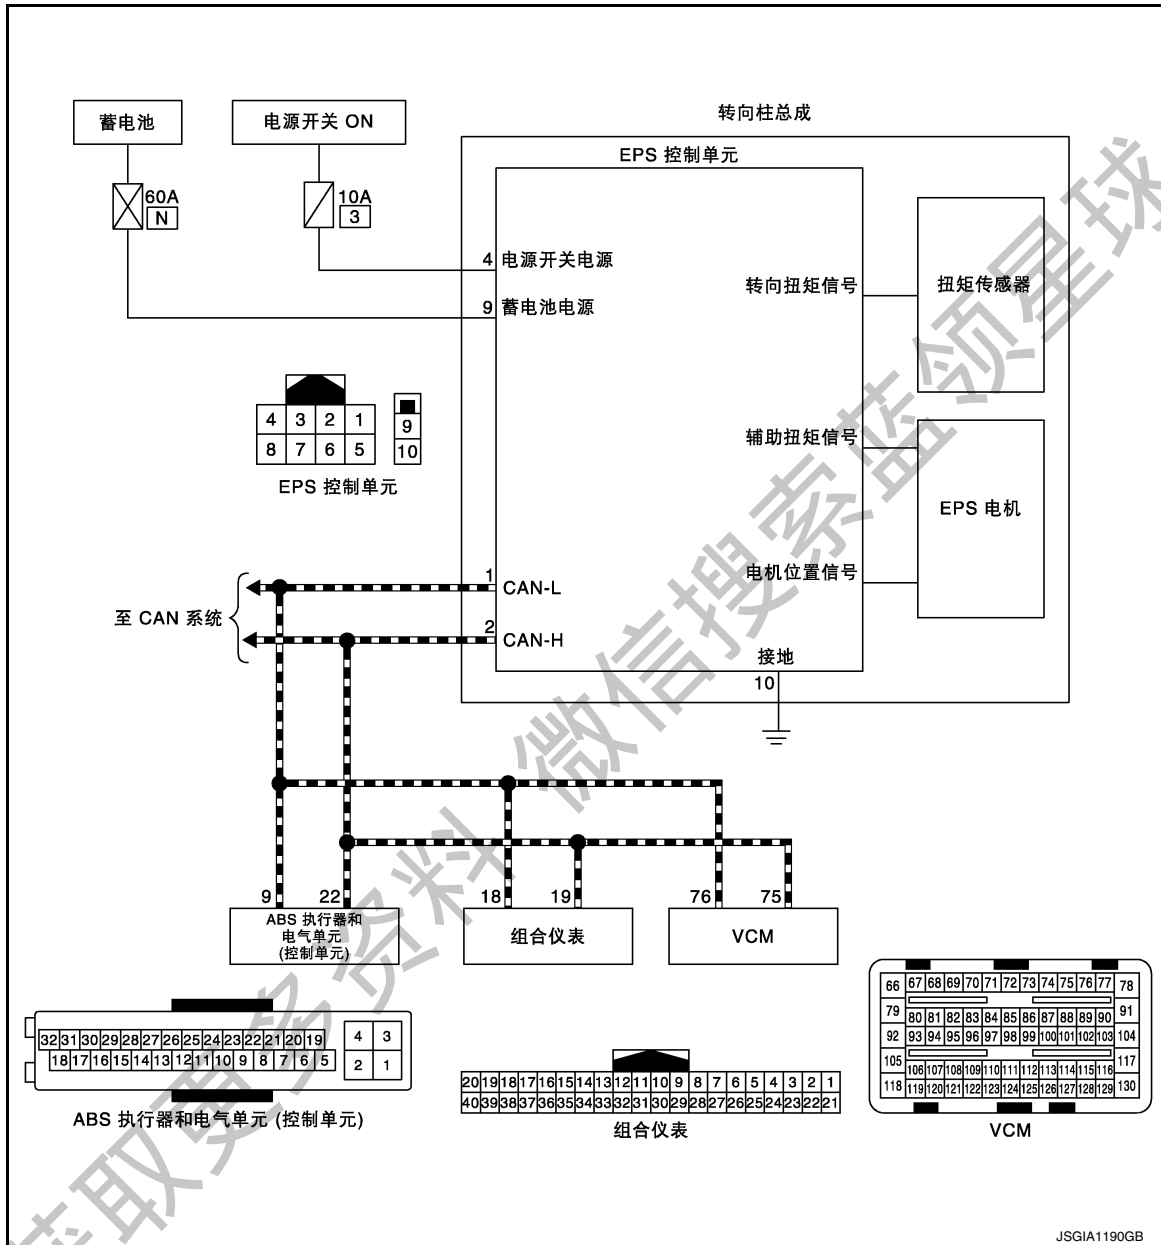 蓄电池
电源开关 ON
转向柱总成
EPS 控制单元
60A
N
10A
3
4 电源开关电源
9 蓄电池电源
转向扭矩信号
扭矩传感器
4 3 2 1
8 7 6 5
9
10
EPS 控制单元
辅助扭矩信号
EPS 电机
电机位置信号
1 CAN-L
2 CAN-H
至 CAN 系统
接地
10
9 22 18 19 76 75
ABS 执行器和
电气单元
(控制单元)
组合仪表
VCM
32 31 30 29 28 27 26 25 24 23 22 21 20 19
18 17 16 15 14 13 12 11 10 9 8 7 6 5
4 3
2 1
ABS 执行器和电气单元 (控制单元)
20 19 18 17 16 15 14 13 12 11 10 9 8 7 6 5 4 3 2 1
40 39 38 37 36 35 34 33 32 31 30 29 28 27 26 25 24 23 22 21
组合仪表
66 67 68 69 70 71 72 73 74 75 76 77 78
79 80 81 82 83 84 85 86 87 88 89 90 91
92 93 94 95 96 97 98 99 100 101 102 103 104
105 106 107 108 109 110 111 112 113 114 115 116 117
118 119 120 121 122 123 124 125 126 127 128 129 130
VCM
JSGIA1190GB
获取更多资料 微信搜索蓝领星球